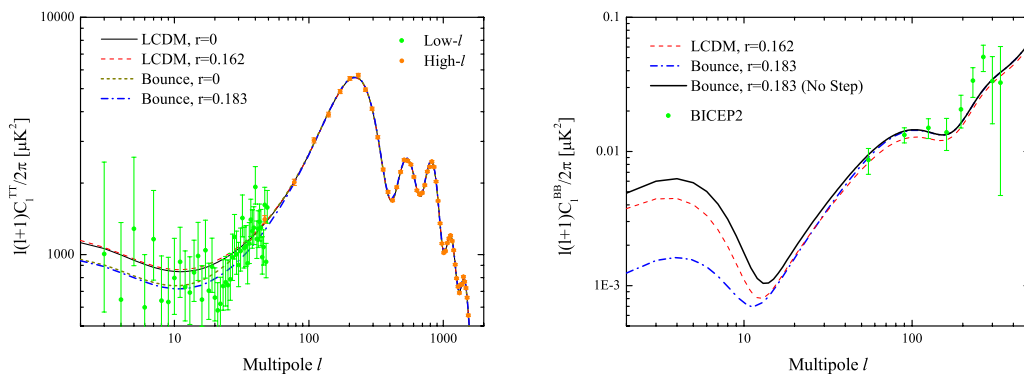 10000
1000
l(l+1)C_l^TT/2π [μK²]
LCDM, r=0
LCDM, r=0.162
Bounce, r=0
Bounce, r=0.183
Low-l
High-l
10 100 1000
Multipole l
0.1
0.01
1E-3
l(l+1)C_l^BB/2π [μK²]
LCDM, r=0.162
Bounce, r=0.183
Bounce, r=0.183 (No Step)
BICEP2
10 100
Multipole l